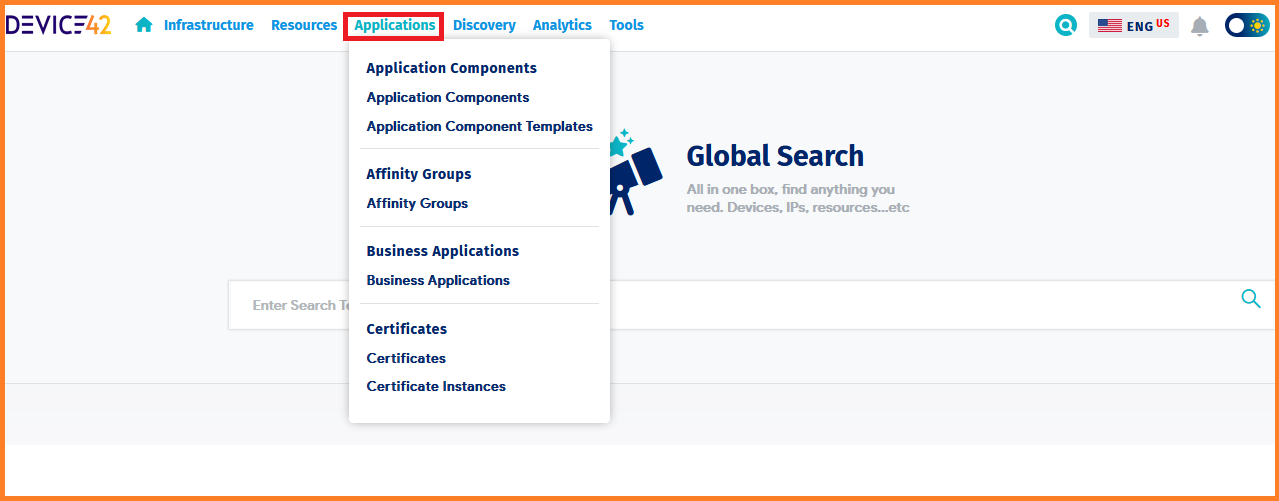 DEVICE42 Infrastructure Resources Applications Discovery Analytics Tools ENG US
Application Components
Application Components
Application Component Templates
Affinity Groups
Affinity Groups
Business Applications
Business Applications
Certificates
Certificates
Certificate Instances
Global Search
All in one box, find anything you
need. Devices, IPs, resources...etc
Enter Search